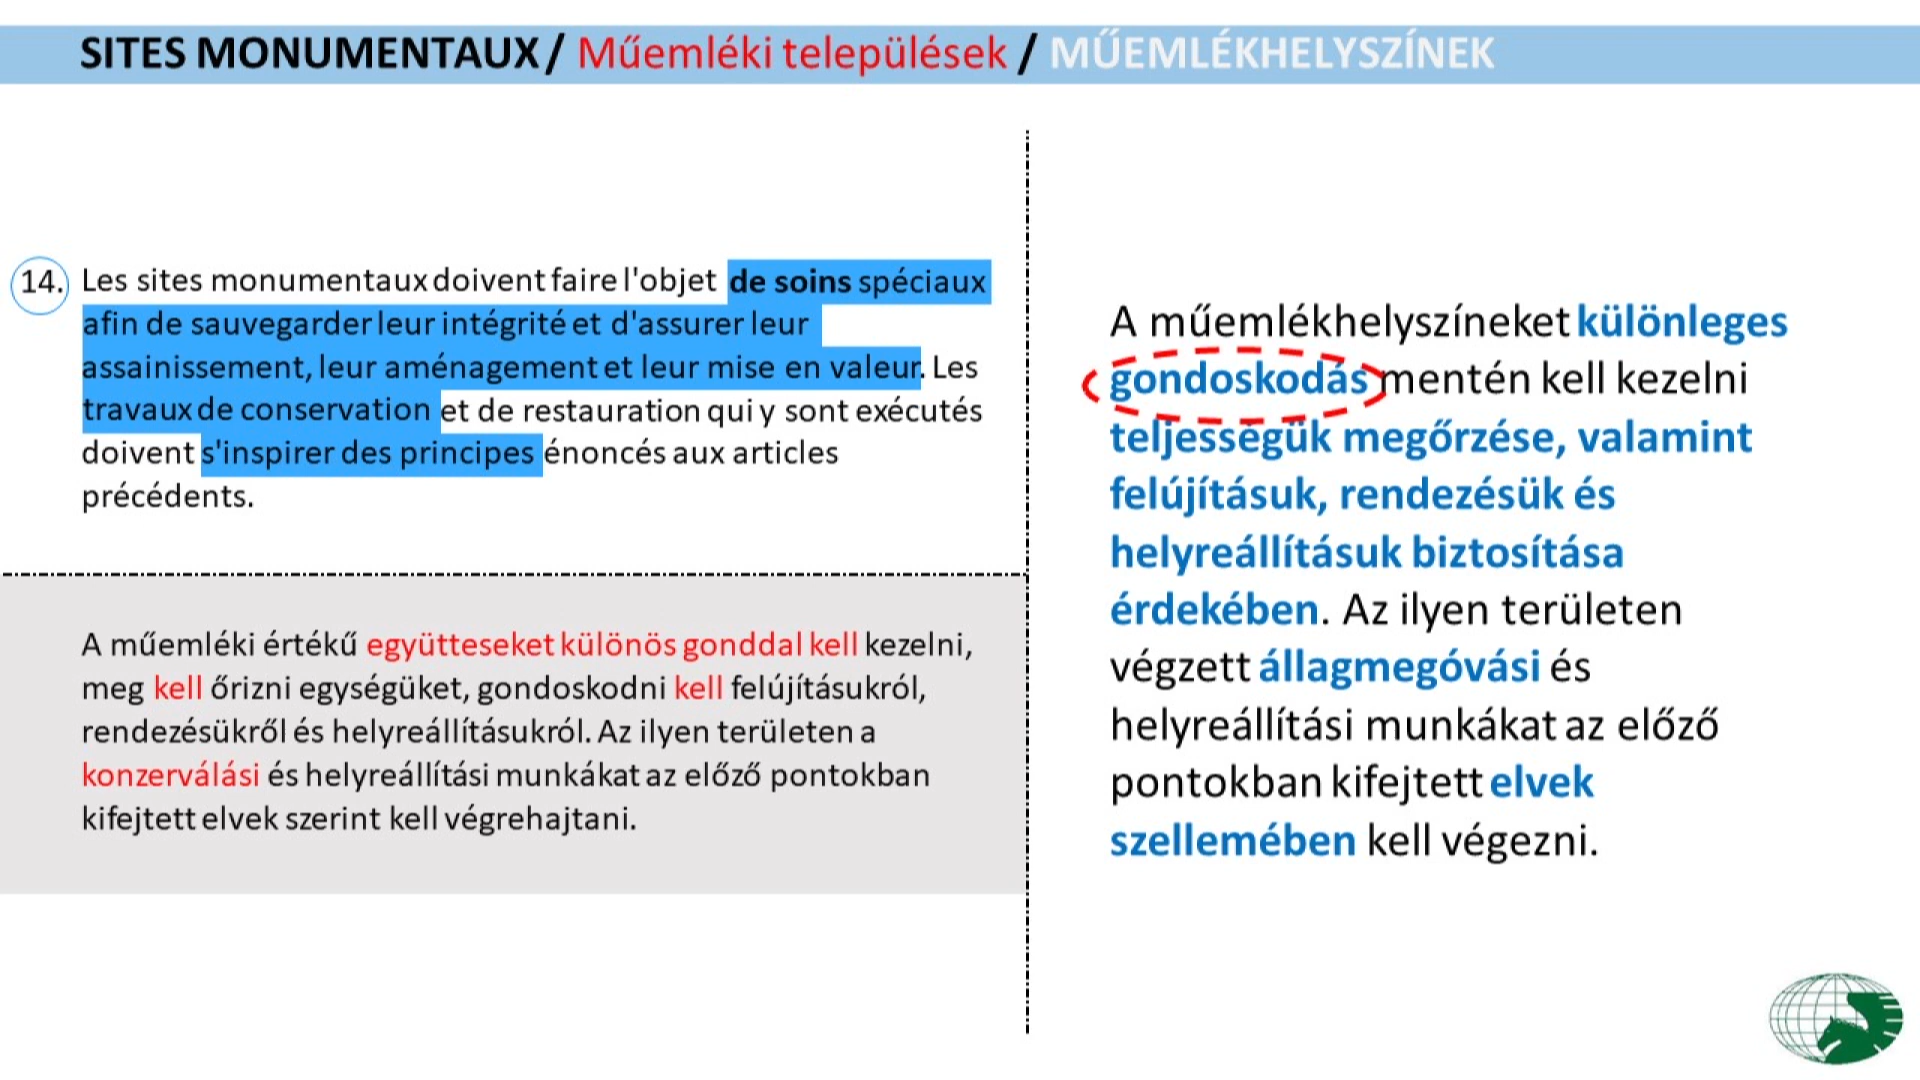 SITES MONUMENTAUX / Műemléki települések / MŰEMLÉKHELYSZÍNEK
14. Les sites monumentaux doivent faire l'objet de soins spéciaux
afin de sauvegarder leur intégrité et d'assurer leur
assainissement, leur aménagement et leur mise en valeur. Les
travaux de conservation et de restauration qui y sont exécutés
doivent s'inspirer des principes énoncés aux articles
précédents.
A műemléki értékű együtteseket különös gonddal kell kezelni,
meg kell őrizni egységüket, gondoskodni kell felújításukról,
rendezésükről és helyreállításukról. Az ilyen területen a
konzerválási és helyreállítási munkákat az előző pontokban
kifejtett elvek szerint kell végrehajtani.
A műemlékhelyszíneket különleges
gondoskodás mentén kell kezelni
teljességük megőrzése, valamint
felújításuk, rendezésük és
helyreállításuk biztosítása
érdekében. Az ilyen területen
végzett állagmegóvási és
helyreállítási munkákat az előző
pontokban kifejtett elvek
szellemében kell végezni.